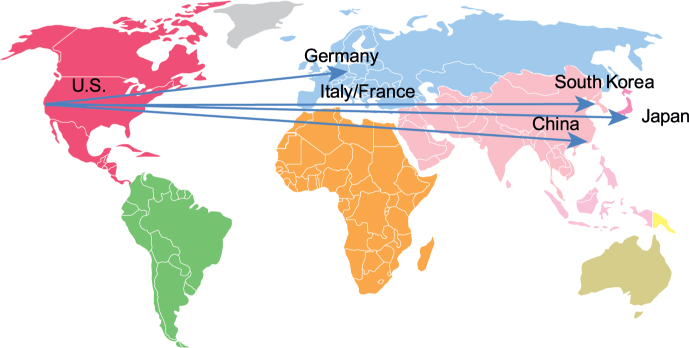 Germany
U.S.
Italy/France
South Korea
Japan
China